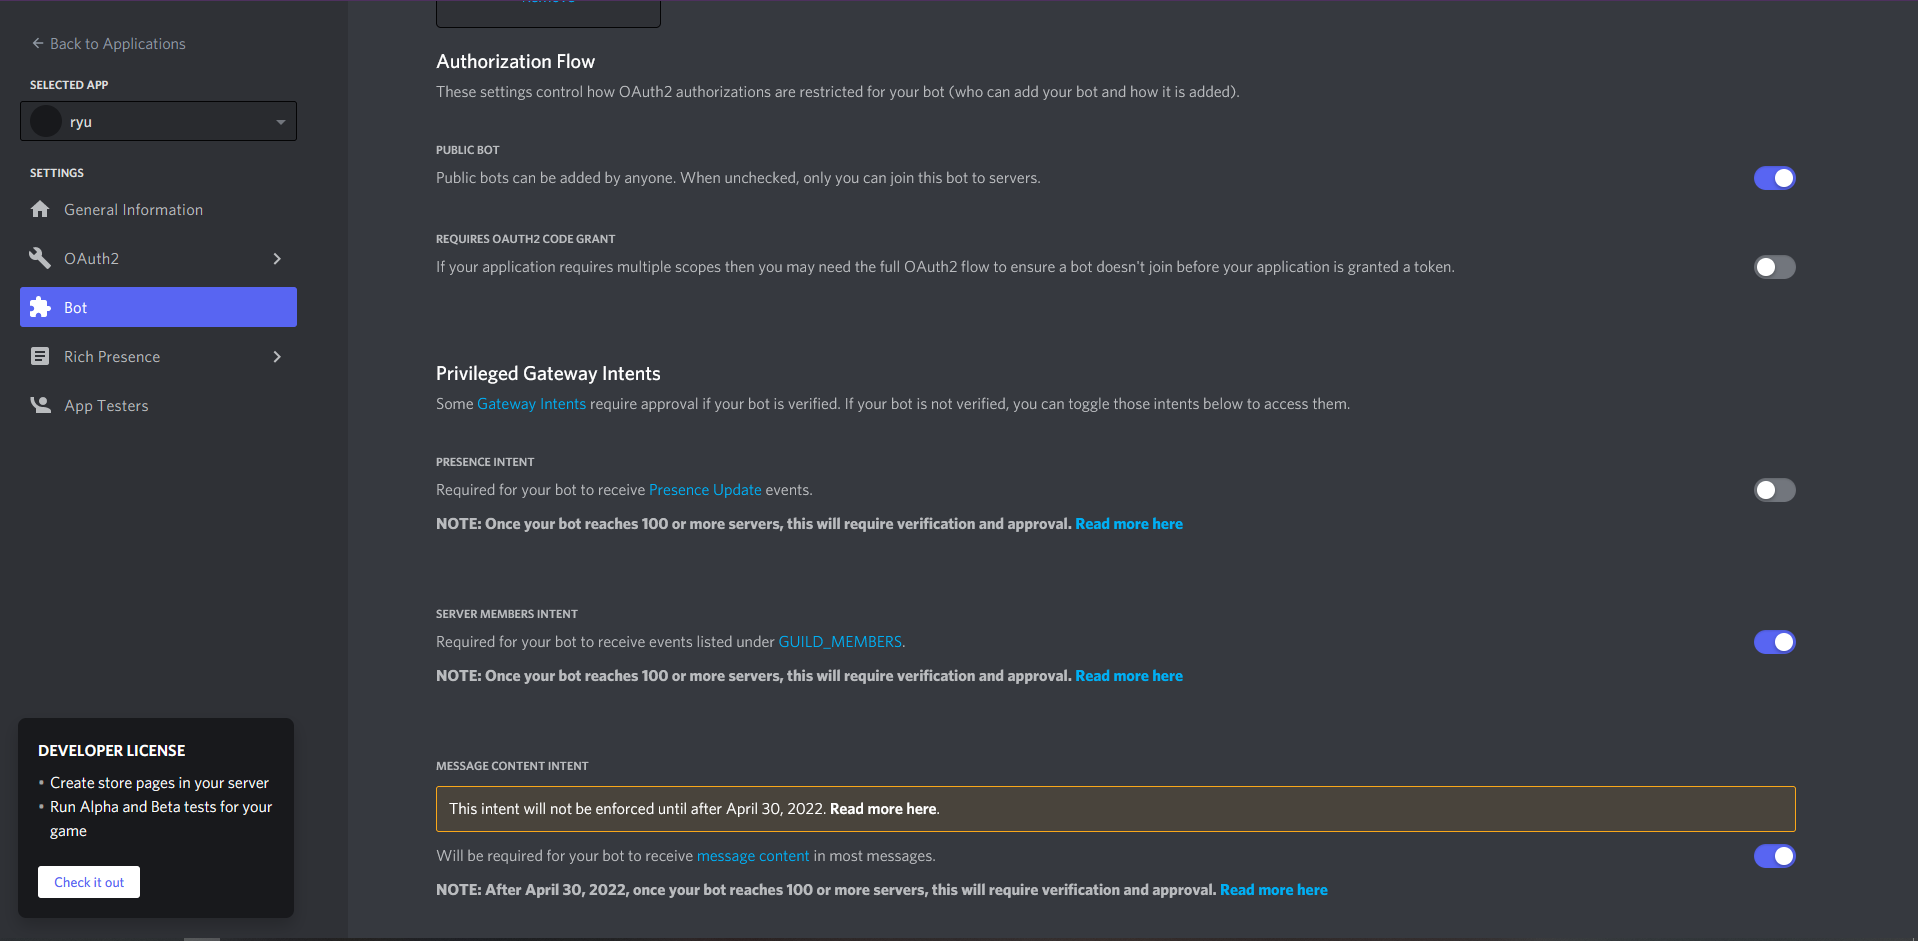 Back to Applications
SELECTED APP
ryu
SETTINGS
General Information
OAuth2
Bot
Rich Presence
App Testers
DEVELOPER LICENSE
• Create store pages in your server
• Run Alpha and Beta tests for your
game
Check it out
Authorization Flow
These settings control how OAuth2 authorizations are restricted for your bot (who can add your bot and how it is added).
PUBLIC BOT
Public bots can be added by anyone. When unchecked, only you can join this bot to servers.
REQUIRES OAUTH2 CODE GRANT
If your application requires multiple scopes then you may need the full OAuth2 flow to ensure a bot doesn't join before your application is granted a token.
Privileged Gateway Intents
Some Gateway Intents require approval if your bot is verified. If your bot is not verified, you can toggle those intents below to access them.
PRESENCE INTENT
Required for your bot to receive Presence Update events.
NOTE: Once your bot reaches 100 or more servers, this will require verification and approval. Read more here
SERVER MEMBERS INTENT
Required for your bot to receive events listed under GUILD_MEMBERS.
NOTE: Once your bot reaches 100 or more servers, this will require verification and approval. Read more here
MESSAGE CONTENT INTENT
This intent will not be enforced until after April 30, 2022. Read more here.
Will be required for your bot to receive message content in most messages.
NOTE: After April 30, 2022, once your bot reaches 100 or more servers, this will require verification and approval. Read more here